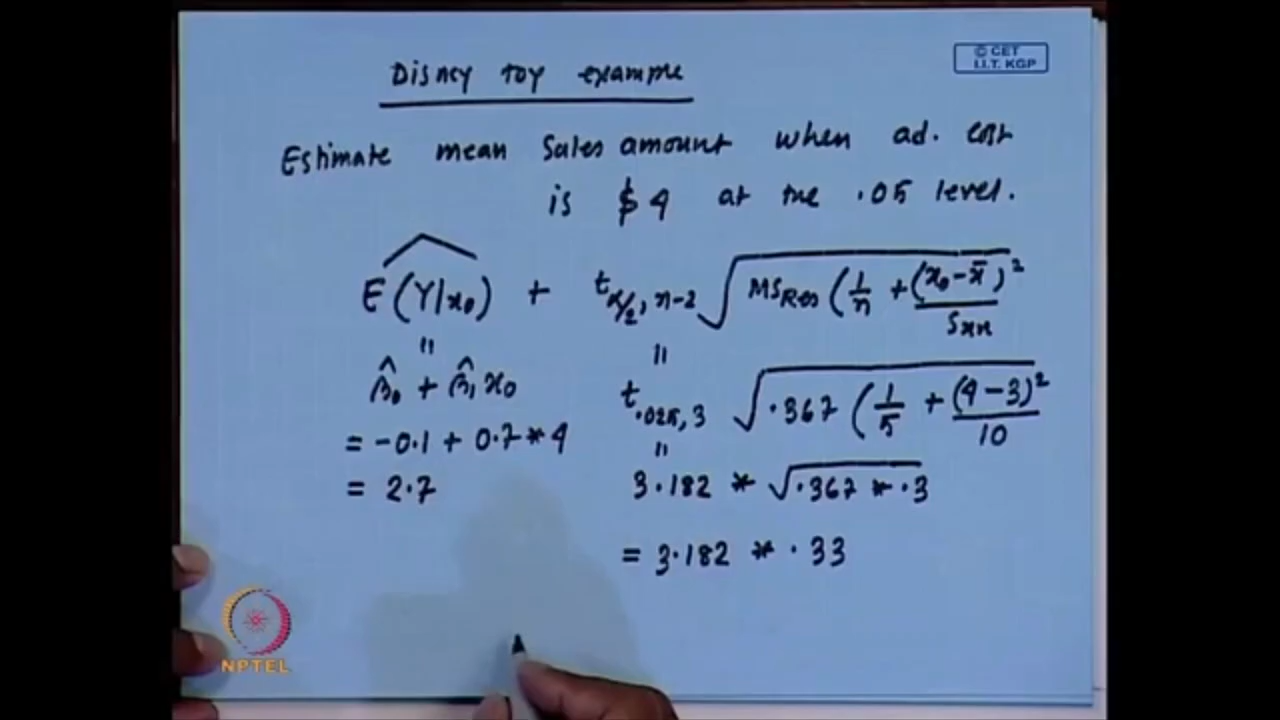 © CET
I.I.T. KGP
Disney toy example
Estimate mean Sales amount when ad. cost
is $ 4 at the .05 level.
E(Y|x₀)^ + t_α/2, n-2 √MS_Res (1/n + (x₀ - x̄)²/Sxx
" "
β̂₀ + β̂₁x₀ t.025, 3 √.367 (1/5 + (4-3)²/10
= -0.1 + 0.7*4 "
= 2.7 3.182 * √.367 * .3
= 3.182 * .33
NPTEL